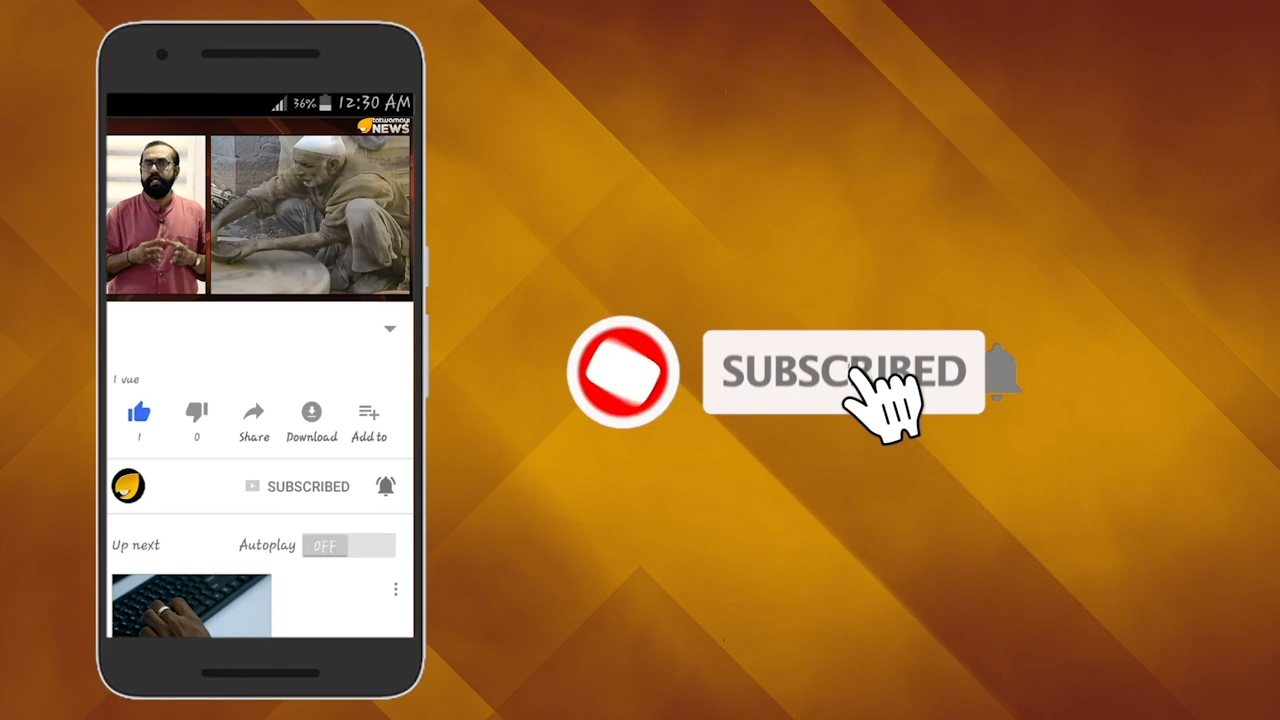 36% 12:30 AM
tatwamayi
NEWS
1 vue
1 0 Share Download Add to
SUBSCRIBED
Up next Autoplay OFF
SUBSCRIBED